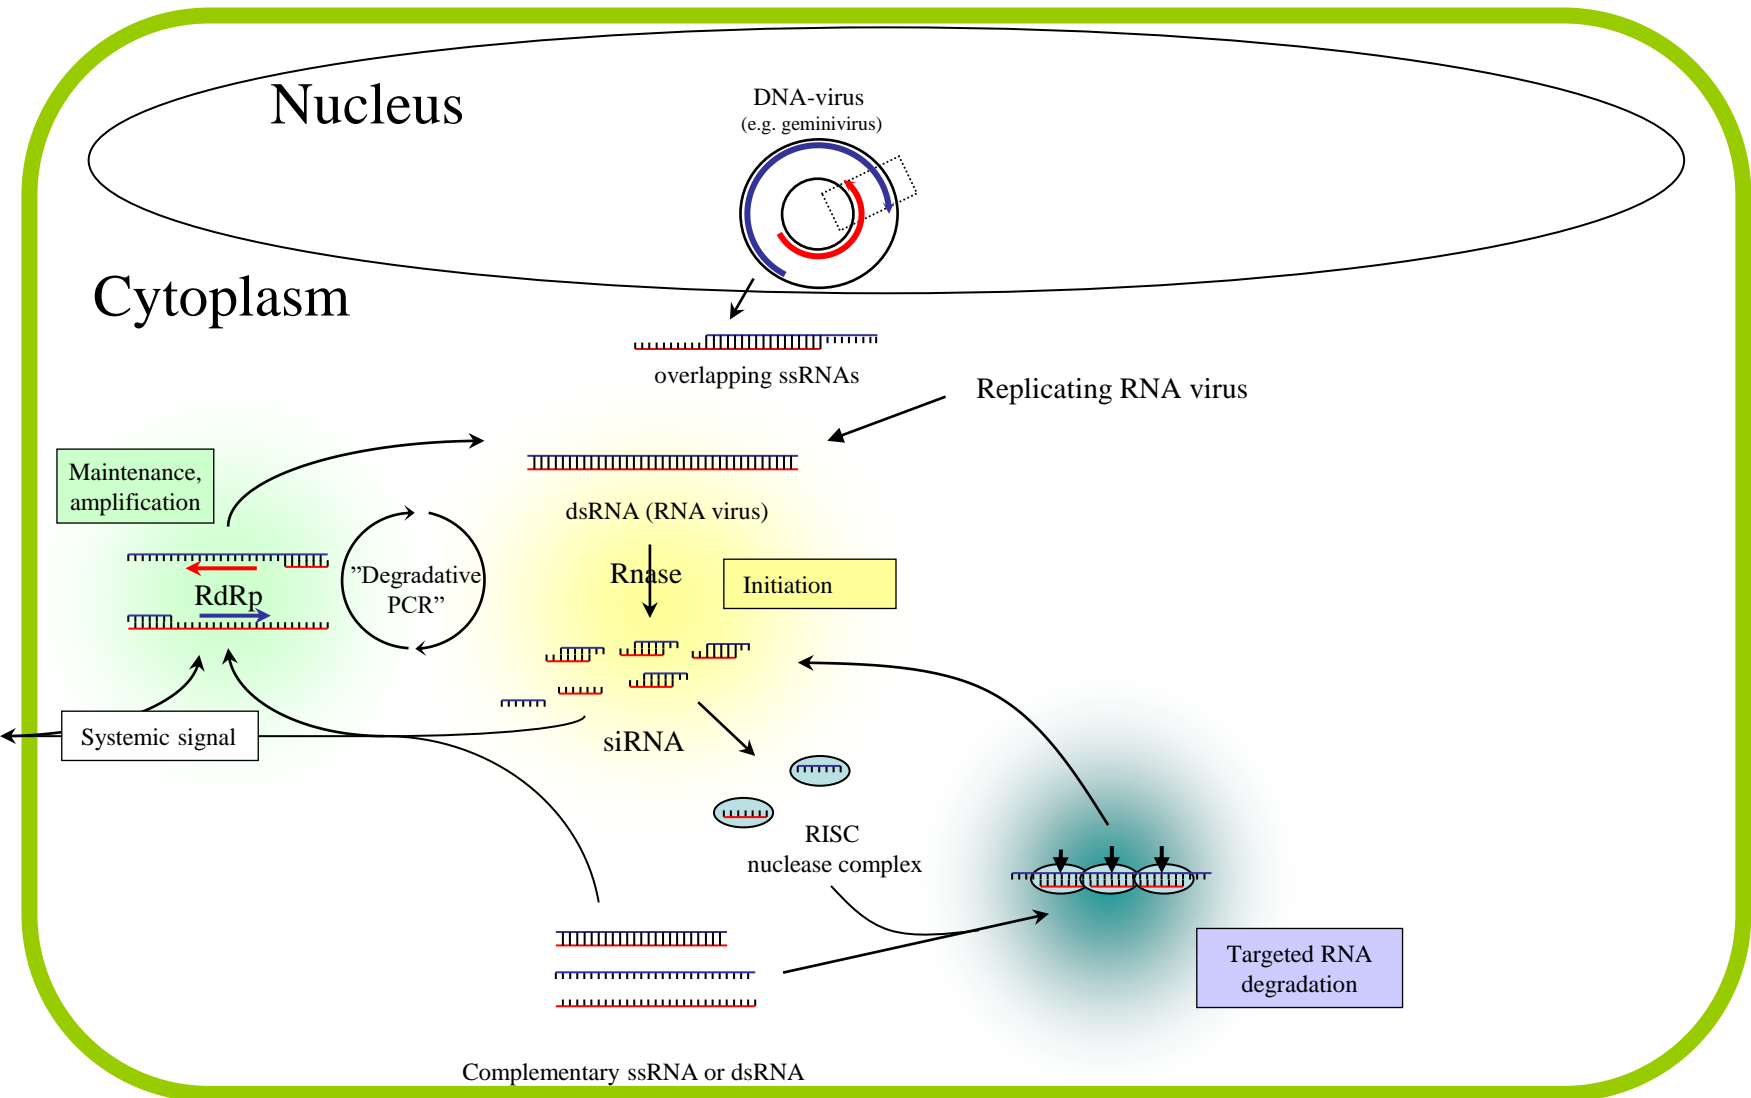 Nucleus
DNA-virus
(e.g. geminivirus)
Cytoplasm
overlapping ssRNAs
Replicating RNA virus
Maintenance,
amplification
dsRNA (RNA virus)
”Degradative
PCR”
Rnase
Initiation
RdRp
Systemic signal
siRNA
RISC
nuclease complex
Targeted RNA
degradation
Complementary ssRNA or dsRNA